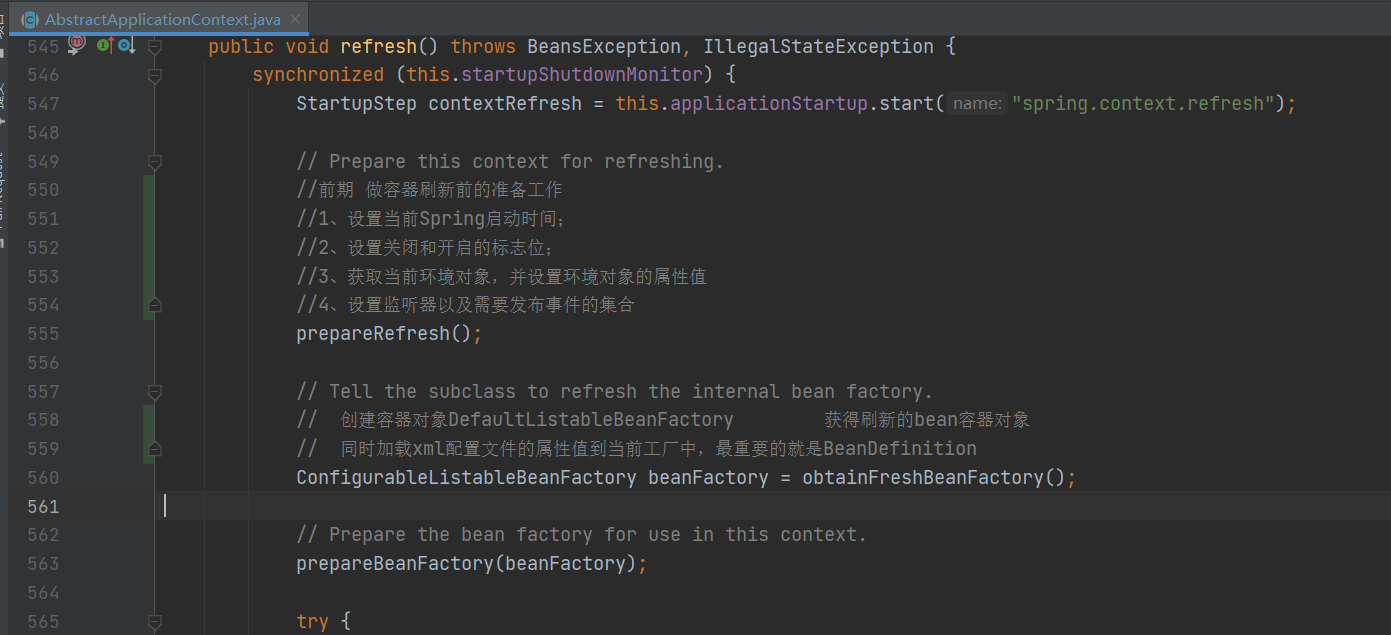 AbstractApplicationContext.java
545 public void refresh() throws BeansException, IllegalStateException {
546 synchronized (this.startupShutdownMonitor) {
547 StartupStep contextRefresh = this.applicationStartup.start( name: "spring.context.refresh");
548
549 // Prepare this context for refreshing.
550 //前期 做容器刷新前的准备工作
551 //1、设置当前Spring启动时间;
552 //2、设置关闭和开启的标志位;
553 //3、获取当前环境对象，并设置环境对象的属性值
554 //4、设置监听器以及需要发布事件的集合
555 prepareRefresh();
556
557 // Tell the subclass to refresh the internal bean factory.
558 // 创建容器对象DefaultListableBeanFactory 获得刷新的bean容器对象
559 // 同时加载xml配置文件的属性值到当前工厂中，最重要的就是BeanDefinition
560 ConfigurableListableBeanFactory beanFactory = obtainFreshBeanFactory();
561
562 // Prepare the bean factory for use in this context.
563 prepareBeanFactory(beanFactory);
564
565 try {